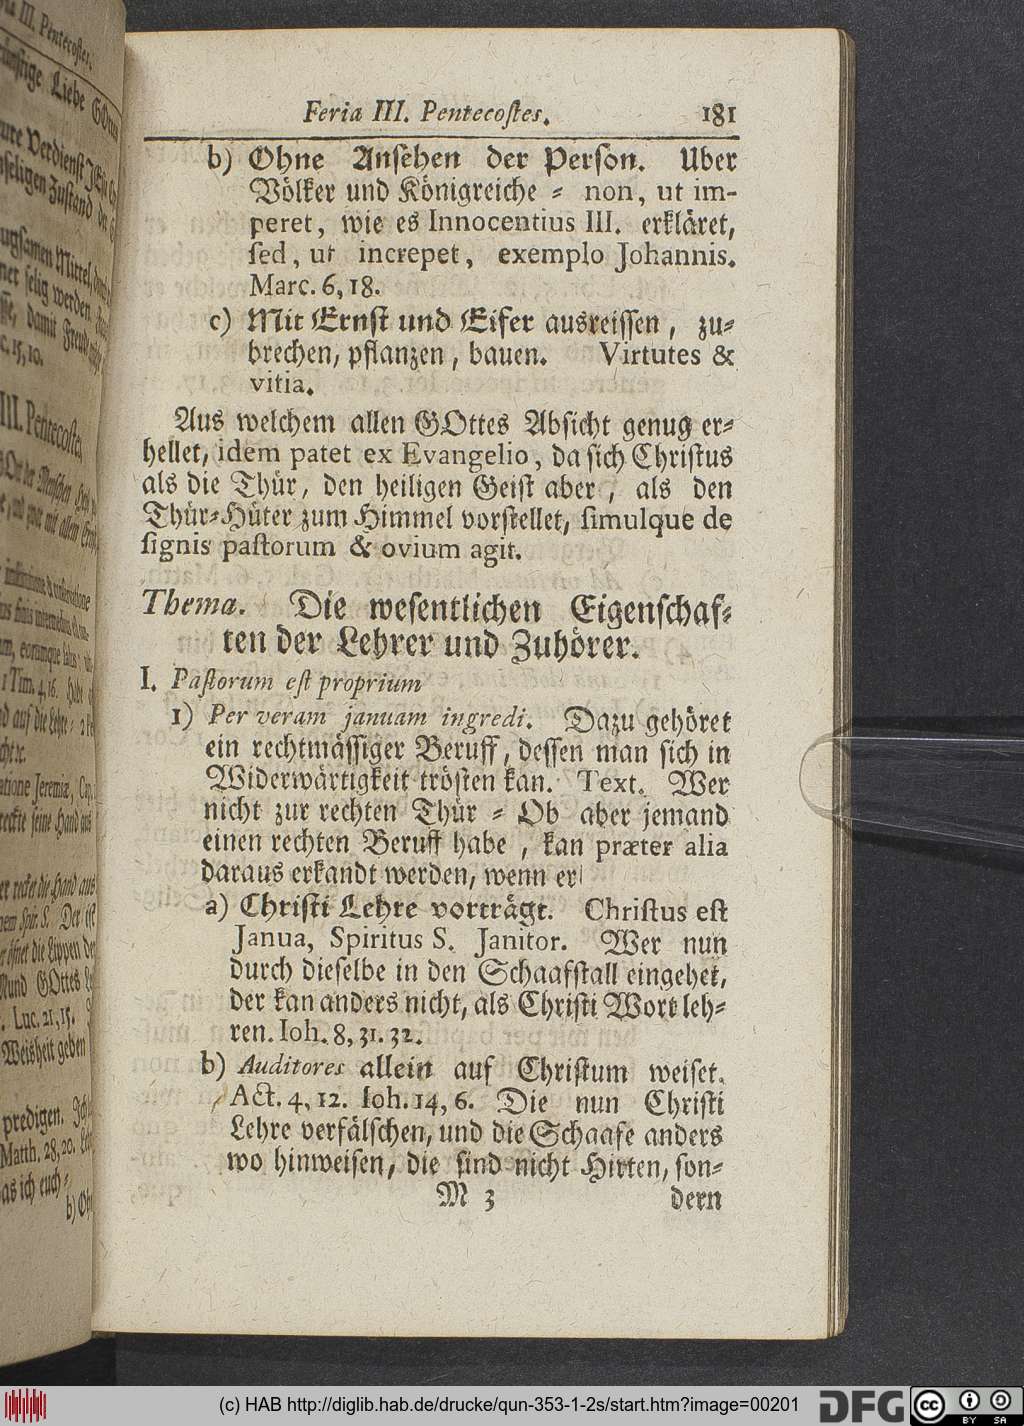 Feria III. Pentecostes. 181
b) Ohne Ansehen der Person. Uber
Völker und Königreiche = non, ut im-
peret, wie es Innocentius III. erkläret,
sed, ut increpet, exemplo Johannis.
Marc. 6, 18.
c) Mit Ernst und Eifer ausreissen, zu=
brechen, pflanzen, bauen. Virtutes &
vitia.
Aus welchem allen GOttes Absicht genug er=
hellet, idem patet ex Evangelio, da sich Christus
als die Thür, den heiligen Geist aber, als den
Thür=Hüter zum Himmel vorstellet, simulque de
signis pastorum & ovium agit.
Thema. Die wesentlichen Eigenschaf=
ten der Lehrer und Zuhörer.
I. Pastorum est proprium
1) Per veram januam ingredi. Dazu gehöret
ein rechtmässiger Beruff, dessen man sich in
Widerwärtigkeit trösten kan. Text. Wer
nicht zur rechten Thür = Ob aber jemand
einen rechten Beruff habe, kan præter alia
daraus erkandt werden, wenn er
a) Christi Lehre vorträgt. Christus est
Janua, Spiritus S. Janitor. Wer nun
durch dieselbe in den Schaafstall eingehet,
der kan anders nicht, als Christi Wort leh=
ren. Ioh. 8, 31. 32.
b) Auditores allein auf Christum weiset.
Act. 4, 12. Ioh. 14, 6. Die nun Christi
Lehre verfälschen, und die Schaafe anders
wo hinweisen, die sind nicht Hirten, son=
M 3 dern
(c) HAB http://diglib.hab.de/drucke/qun-353-1-2s/start.htm?image=00201
DFG
cc BY SA